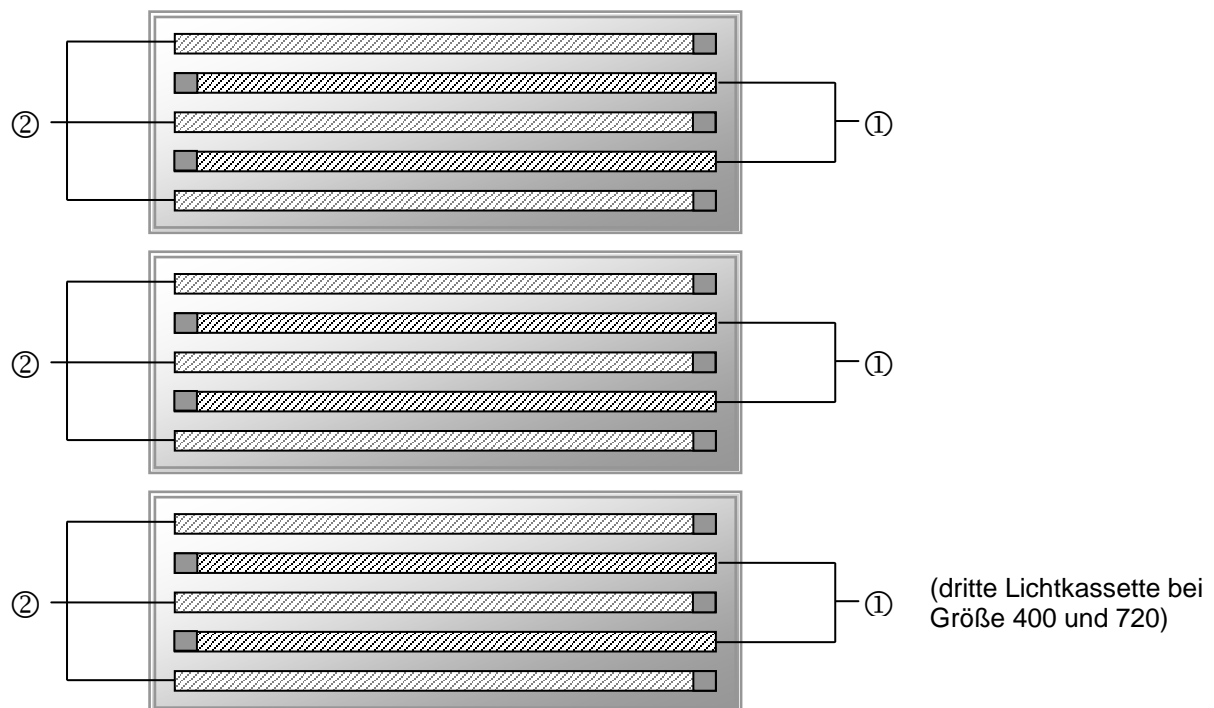 ② ①
② ①
② ①
(dritte Lichtkassette bei
Größe 400 und 720)